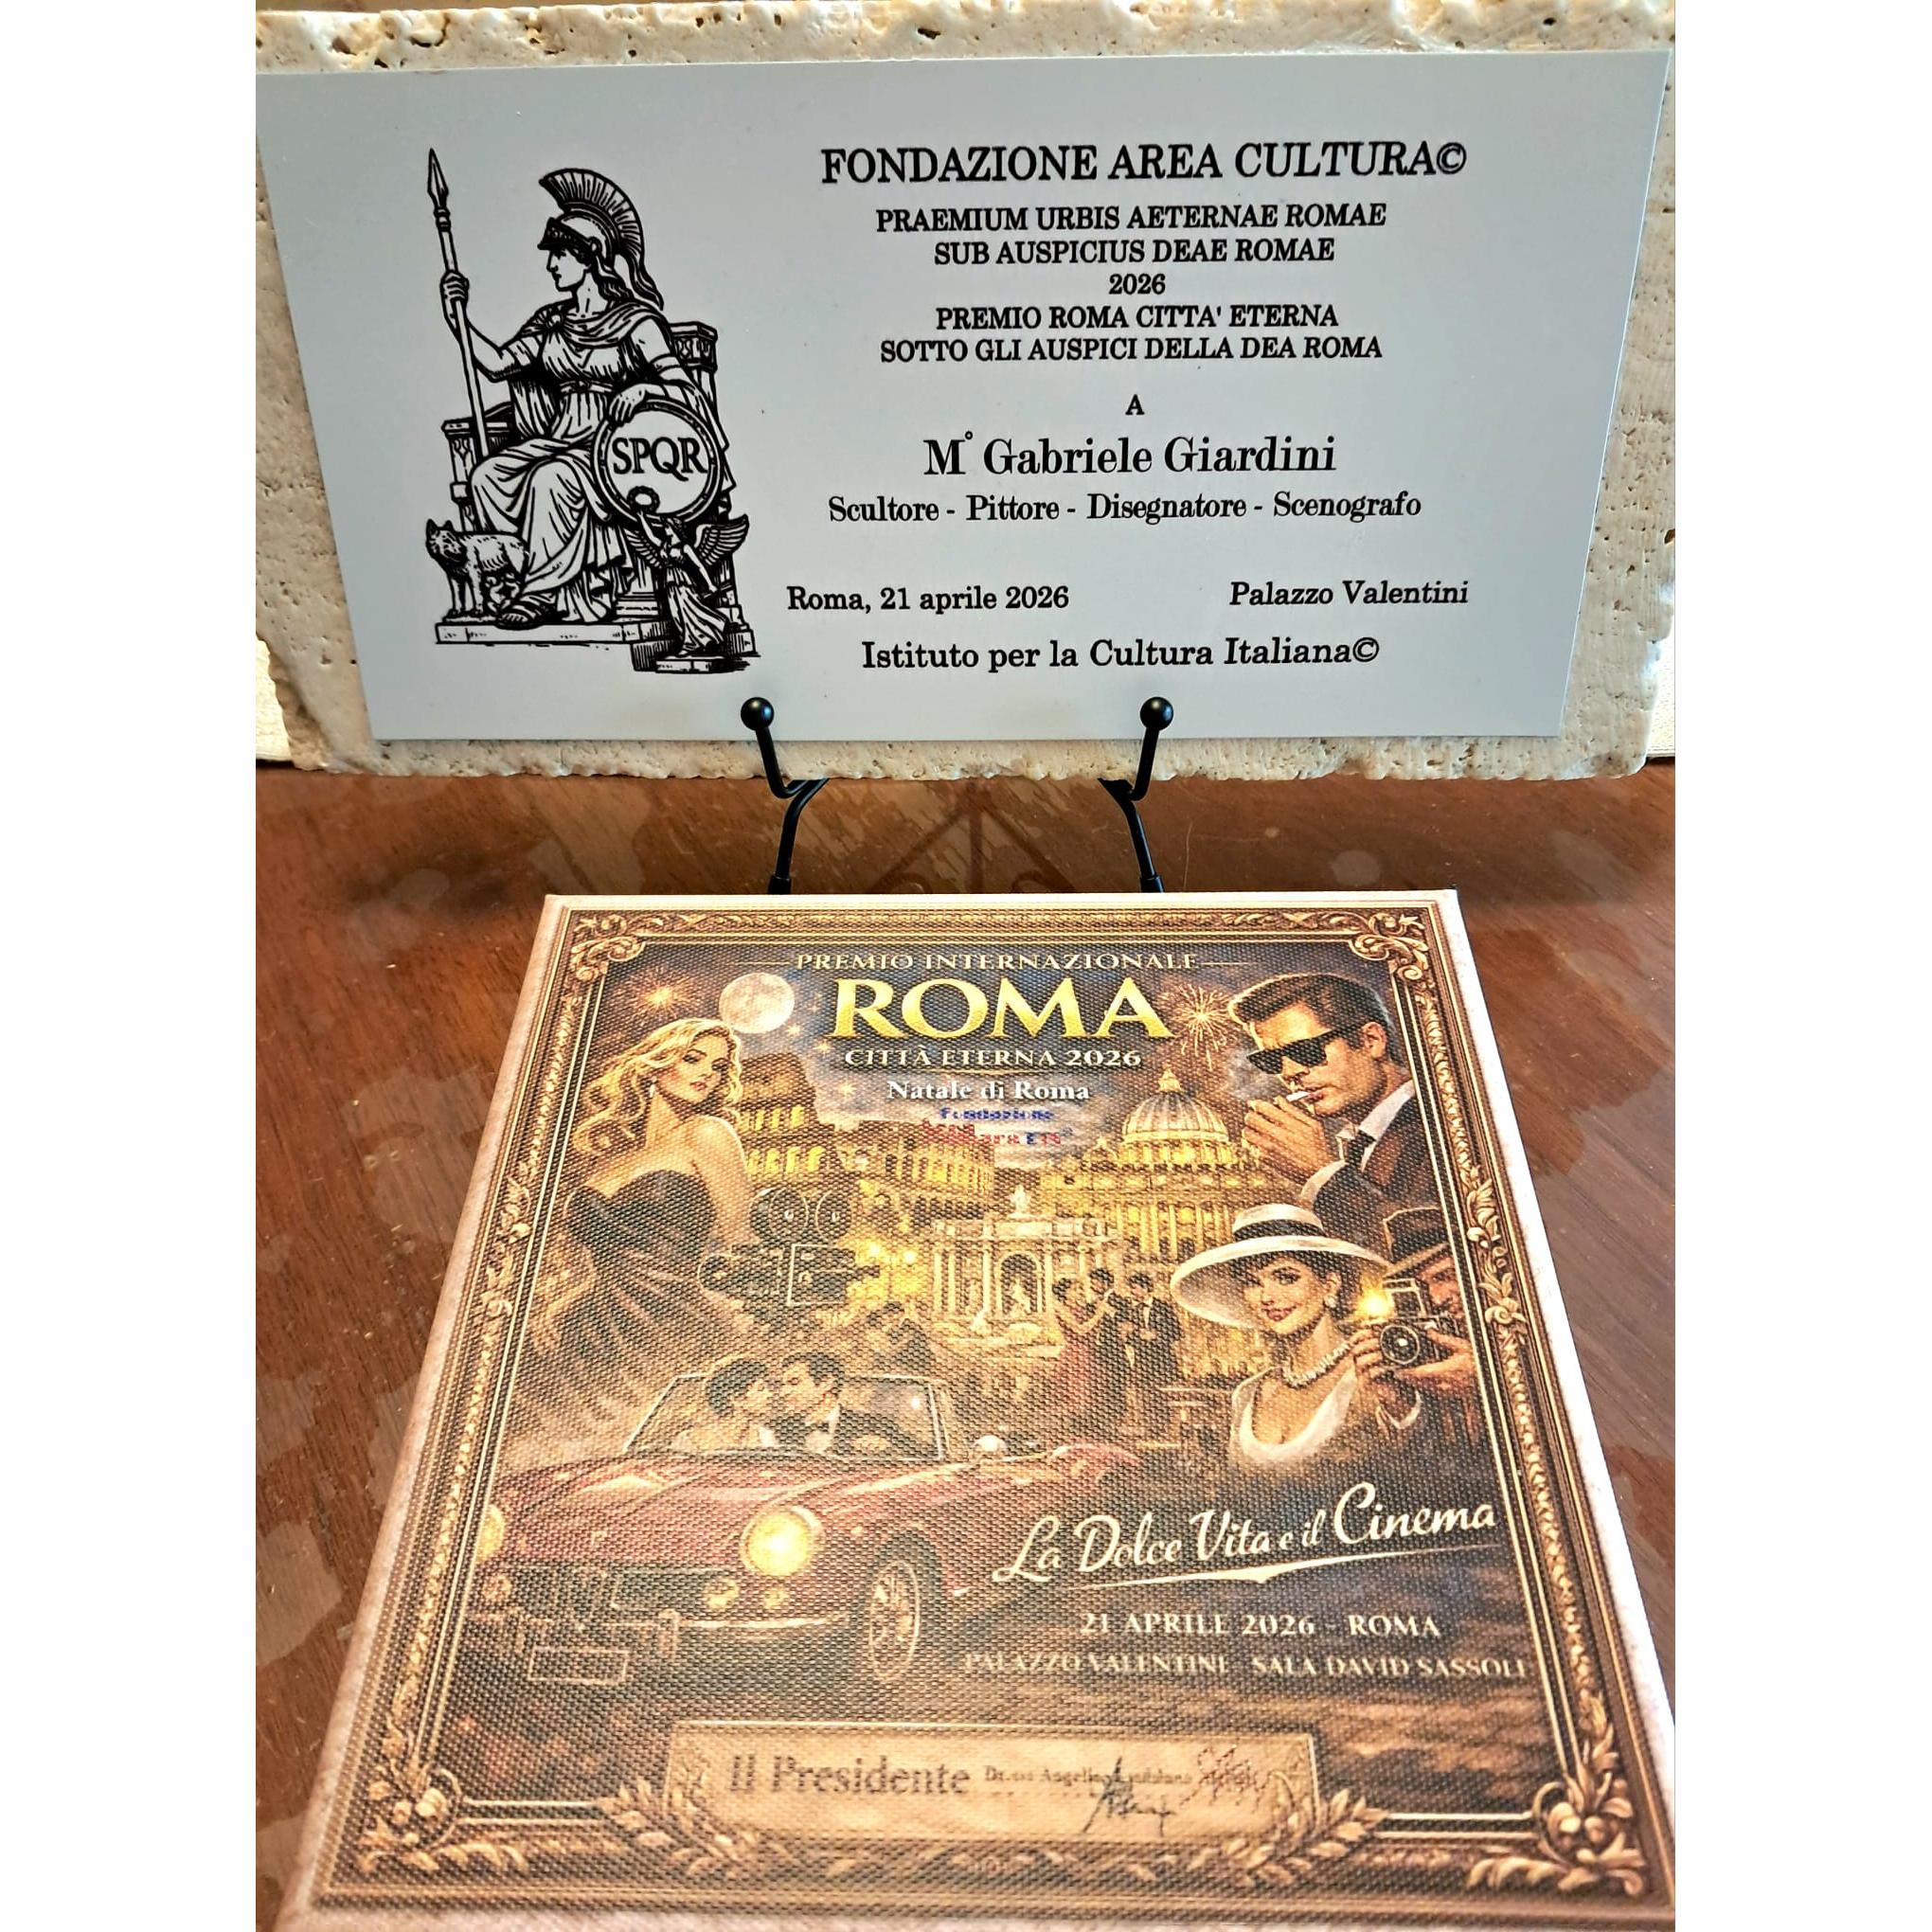 FONDAZIONE AREA CULTURA©
PRAEMIUM URBIS AETERNAE ROMAE
SUB AUSPICIUS DEAE ROMAE
2026
PREMIO ROMA CITTA' ETERNA
SOTTO GLI AUSPICI DELLA DEA ROMA
A
M° Gabriele Giardini
Scultore - Pittore - Disegnatore - Scenografo
Roma, 21 aprile 2026
Palazzo Valentini
Istituto per la Cultura Italiana©
SPQR
PREMIO INTERNAZIONALE
ROMA
CITTÀ ETERNA 2026
Natale di Roma
La Dolce Vita e il Cinema
21 APRILE 2026 - ROMA
PALAZZO VALENTINI SALA DAVID SASSOLI
Il Presidente